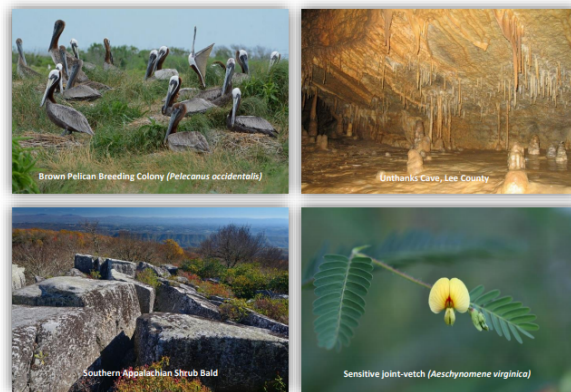 Brown Pelican Breeding Colony (Pelecanus occidentalis)
Unthanks Cave, Lee County
Southern Appalachian Shrub Bald
Sensitive joint-vetch (Aeschynomene virginica)